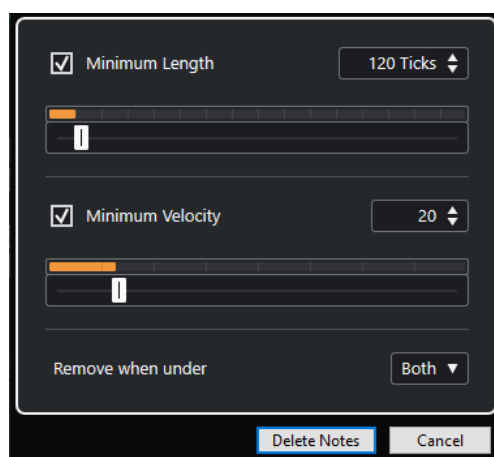 Minimum Length 120 Ticks
Minimum Velocity 20
Remove when under Both
Delete Notes Cancel